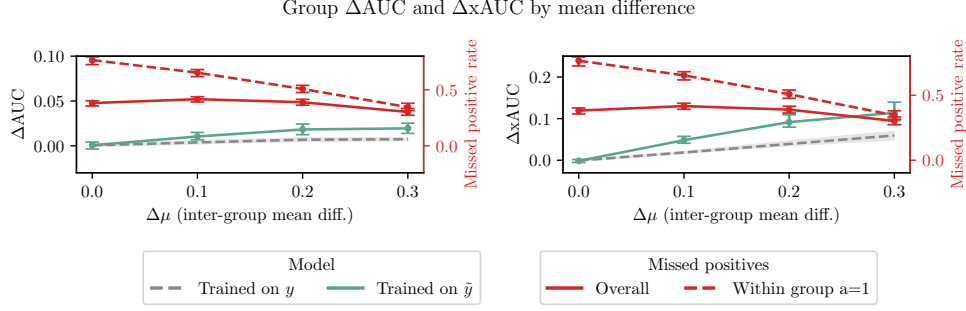 Group ΔAUC and ΔxAUC by mean difference
0.10
0.05
0.00
ΔAUC
0.5
0.0
Missed positive rate
0.0 0.1 0.2 0.3
Δμ (inter-group mean diff.)
0.2
0.1
0.0
ΔxAUC
0.5
0.0
Missed positive rate
0.0 0.1 0.2 0.3
Δμ (inter-group mean diff.)
Model
Trained on y Trained on ỹ
Missed positives
Overall Within group a=1